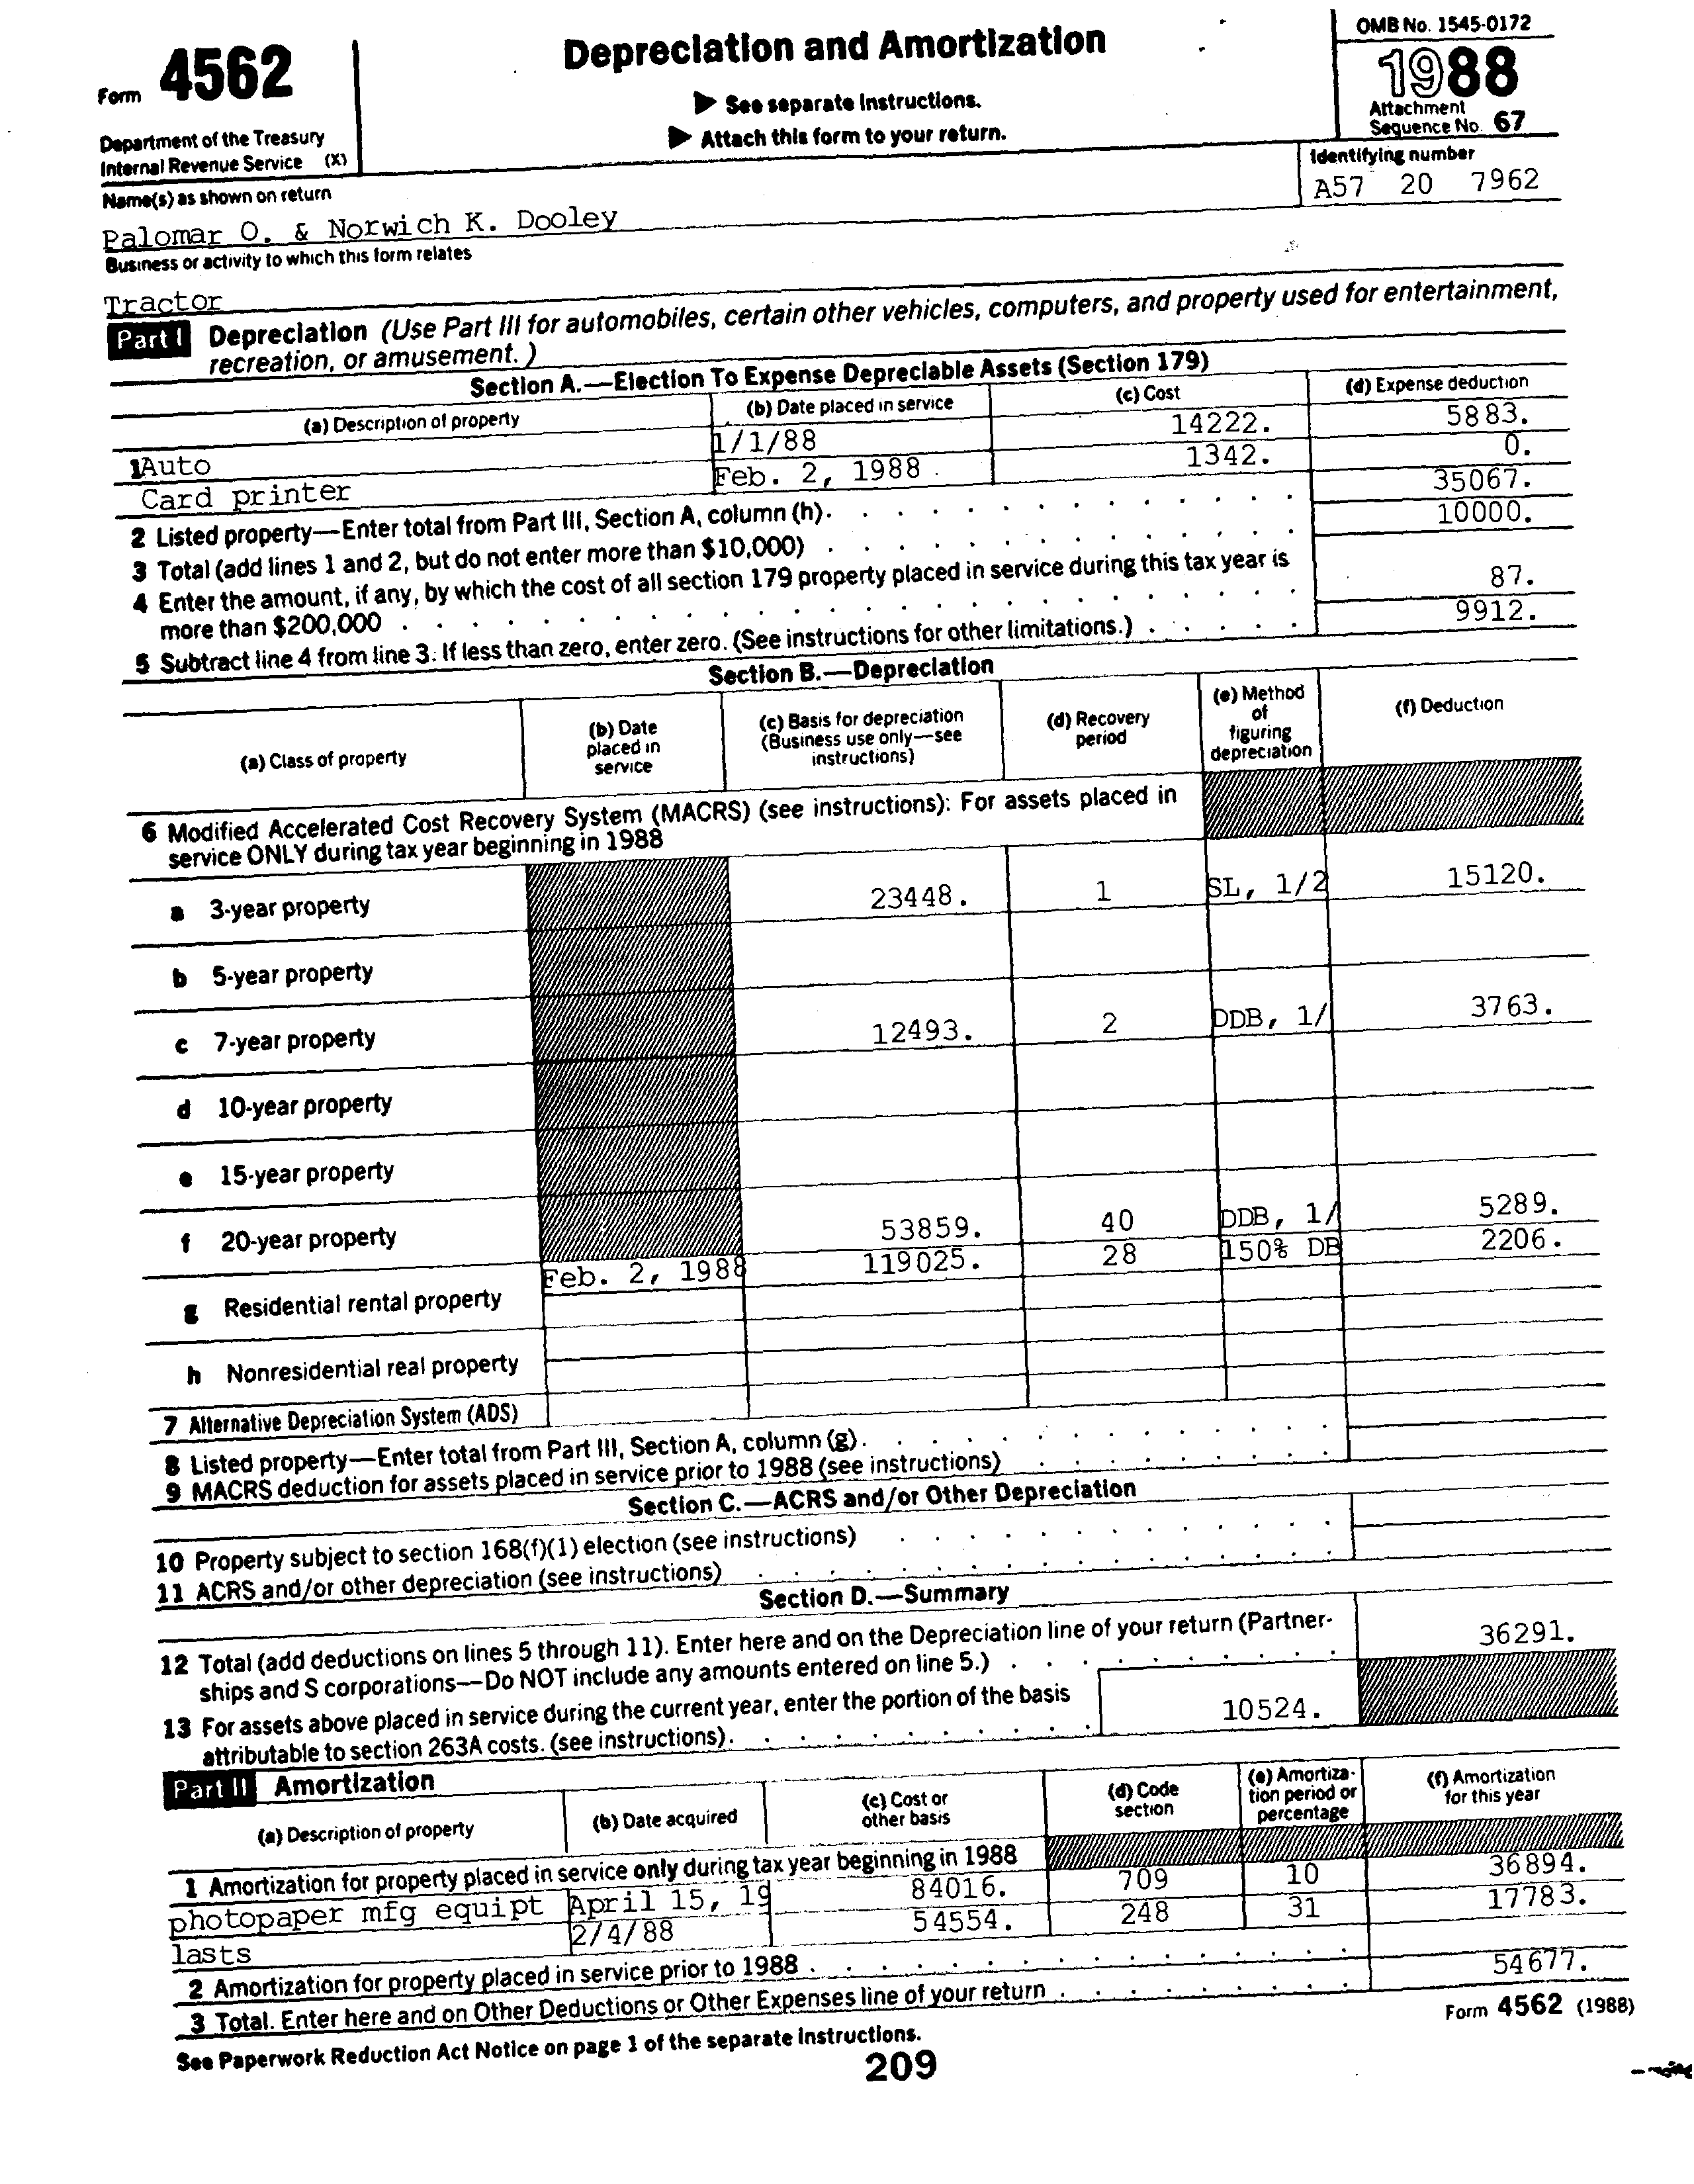 Form 4562
Department of the Treasury
Internal Revenue Service (X)
Depreciation and Amortization
▶ See separate Instructions.
▶ Attach this form to your return.
OMB No. 1545-0172
1988
Attachment
Sequence No. 67
Name(s) as shown on return
Identifying number
Palomar O. & Norwich K. Dooley
A57 20 7962
Business or activity to which this form relates
Tractor
Part I Depreciation (Use Part III for automobiles, certain other vehicles, computers, and property used for entertainment,
recreation, or amusement.)
Section A.—Election To Expense Depreciable Assets (Section 179)
(a) Description of property (b) Date placed in service (c) Cost (d) Expense deduction
1 Auto 1/1/88 14222. 5883.
Card printer Feb. 2, 1988 1342. 0.
2 Listed property—Enter total from Part III, Section A, column (h). 35067.
3 Total (add lines 1 and 2, but do not enter more than $10,000) 10000.
4 Enter the amount, if any, by which the cost of all section 179 property placed in service during this tax year is
more than $200,000 87.
5 Subtract line 4 from line 3. If less than zero, enter zero. (See instructions for other limitations.) 9912.
Section B.—Depreciation
(a) Class of property
(b) Date
placed in
service
(c) Basis for depreciation
(Business use only—see
instructions)
(d) Recovery
period
(e) Method
of
figuring
depreciation
(f) Deduction
6 Modified Accelerated Cost Recovery System (MACRS) (see instructions): For assets placed in
service ONLY during tax year beginning in 1988
a 3-year property 23448. 1 SL, 1/2 15120.
b 5-year property
c 7-year property 12493. 2 DDB, 1/ 3763.
d 10-year property
e 15-year property
f 20-year property 53859. 40 DDB, 1/ 5289.
g Residential rental property Feb. 2, 1988 119025. 28 150% DB 2206.
h Nonresidential real property
7 Alternative Depreciation System (ADS)
8 Listed property—Enter total from Part III, Section A, column (g).
9 MACRS deduction for assets placed in service prior to 1988 (see instructions)
Section C.—ACRS and/or Other Depreciation
10 Property subject to section 168(f)(1) election (see instructions)
11 ACRS and/or other depreciation (see instructions)
Section D.—Summary
12 Total (add deductions on lines 5 through 11). Enter here and on the Depreciation line of your return (Partner-
ships and S corporations—Do NOT include any amounts entered on line 5.) 36291.
13 For assets above placed in service during the current year, enter the portion of the basis
attributable to section 263A costs. (see instructions). 10524.
Part II Amortization
(a) Description of property
(b) Date acquired
(c) Cost or
other basis
(d) Code
section
(e) Amortiza-
tion period or
percentage
(f) Amortization
for this year
1 Amortization for property placed in service only during tax year beginning in 1988
photopaper mfg equipt April 15, 19 84016. 709 10 36894.
lasts 2/4/88 54554. 248 31 17783.
2 Amortization for property placed in service prior to 1988
3 Total. Enter here and on Other Deductions or Other Expenses line of your return 54677.
See Paperwork Reduction Act Notice on page 1 of the separate instructions.
Form 4562 (1988)
209